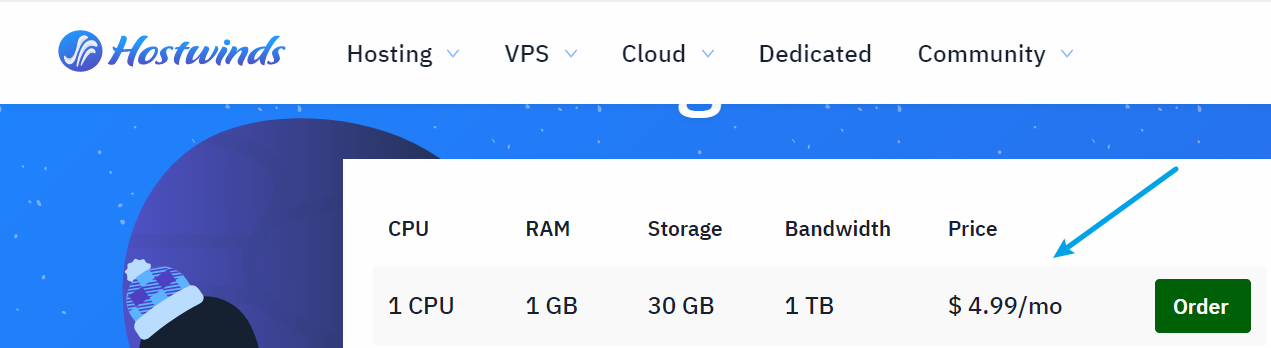 Hostwinds Hosting VPS Cloud Dedicated Community
CPU RAM Storage Bandwidth Price
1 CPU 1 GB 30 GB 1 TB $ 4.99/mo Order